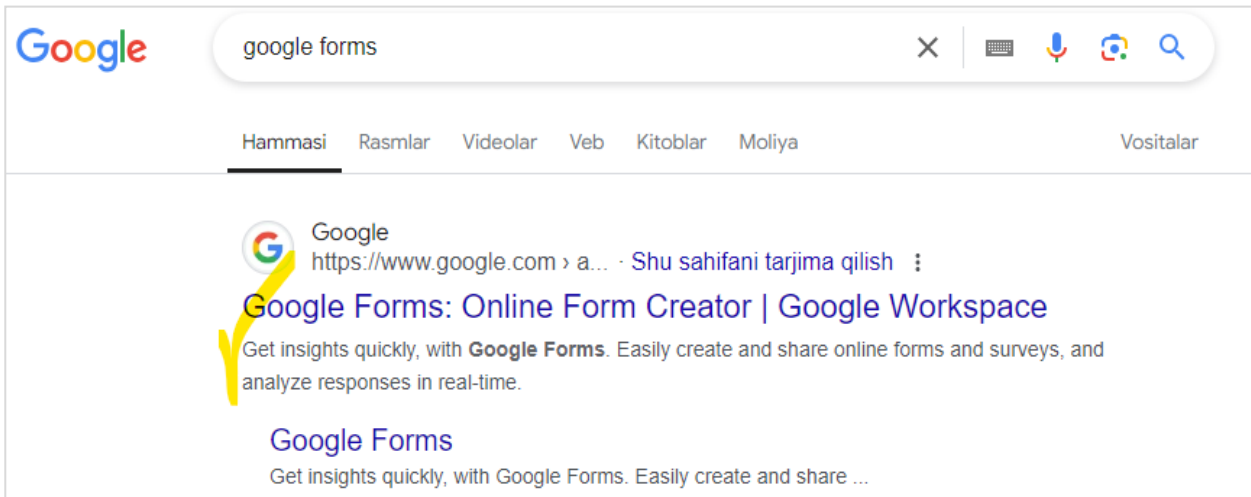 Google
google forms
Hammasi Rasmlar Videolar Veb Kitoblar Moliya Vositalar
Google
https://www.google.com › a... · Shu sahifani tarjima qilish
Google Forms: Online Form Creator | Google Workspace
Get insights quickly, with Google Forms. Easily create and share online forms and surveys, and
analyze responses in real-time.
Google Forms
Get insights quickly, with Google Forms. Easily create and share ...